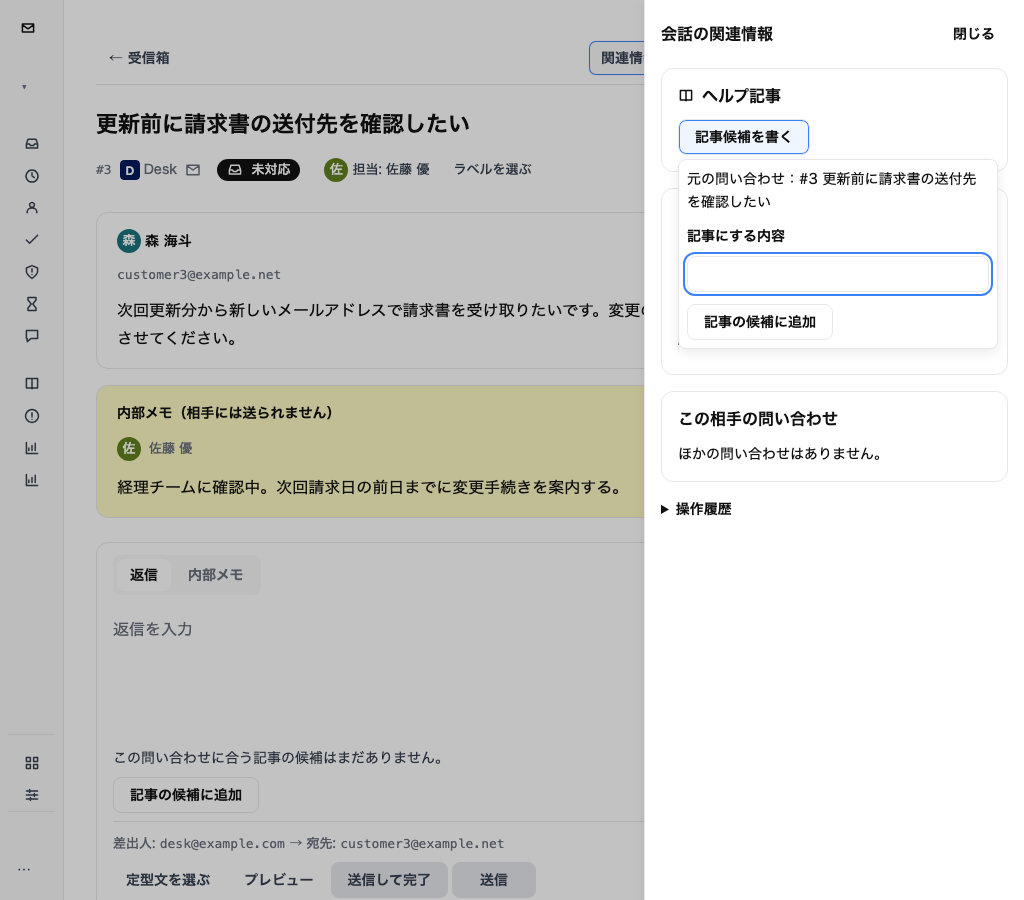 ← 受信箱
関連情
更新前に請求書の送付先を確認したい
#3 D Desk 未対応 佐 担当: 佐藤 優 ラベルを選ぶ
森 森 海斗
customer3@example.net
次回更新分から新しいメールアドレスで請求書を受け取りたいです。変更の
させてください。
内部メモ（相手には送られません）
佐 佐藤 優
経理チームに確認中。次回請求日の前日までに変更手続きを案内する。
返信 内部メモ
返信を入力
この問い合わせに合う記事の候補はまだありません。
記事の候補に追加
差出人: desk@example.com → 宛先: customer3@example.net
定型文を選ぶ プレビュー 送信して完了 送信
会話の関連情報 閉じる
ヘルプ記事
記事候補を書く
元の問い合わせ：#3 更新前に請求書の送付先
を確認したい
記事にする内容
記事の候補に追加
この相手の問い合わせ
ほかの問い合わせはありません。
▶ 操作履歴